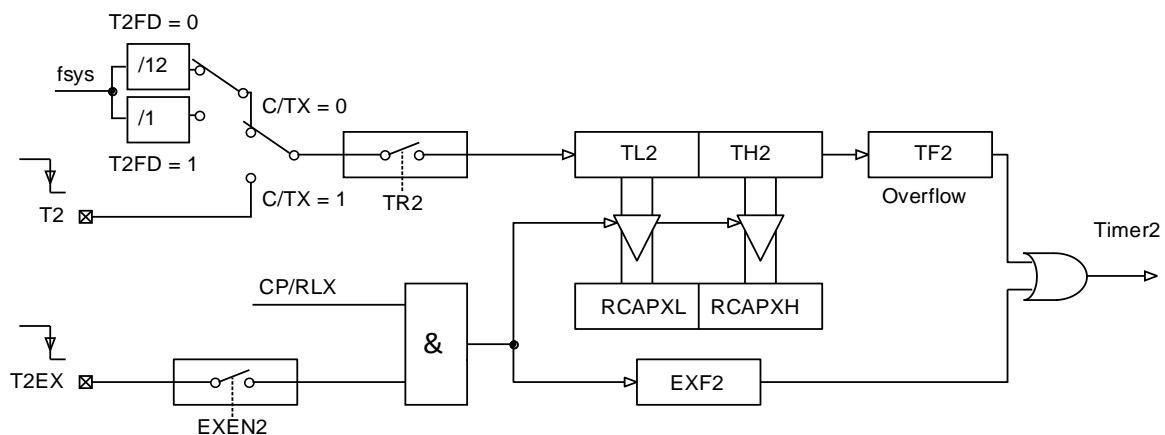 T2FD = 0
/12
fsys
C/TX = 0
/1
T2FD = 1
TL2
TH2
TF2
C/TX = 1
TR2
Overflow
T2
Timer2
CP/RLX
RCAPXL
RCAPXH
&
T2EX
EXF2
EXEN2